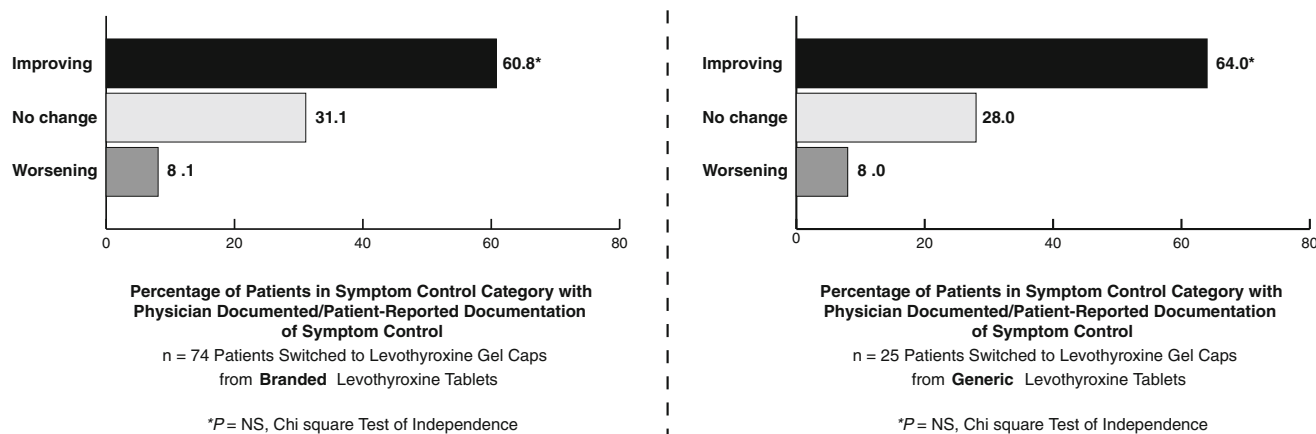 Improving 60.8*
No change 31.1
Worsening 8 .1
0 20 40 60 80
Percentage of Patients in Symptom Control Category with
Physician Documented/Patient-Reported Documentation
of Symptom Control
n = 74 Patients Switched to Levothyroxine Gel Caps
from Branded Levothyroxine Tablets
*P = NS, Chi square Test of Independence
Improving 64.0*
No change 28.0
Worsening 8 .0
0 20 40 60 80
Percentage of Patients in Symptom Control Category with
Physician Documented/Patient-Reported Documentation
of Symptom Control
n = 25 Patients Switched to Levothyroxine Gel Caps
from Generic Levothyroxine Tablets
*P = NS, Chi square Test of Independence